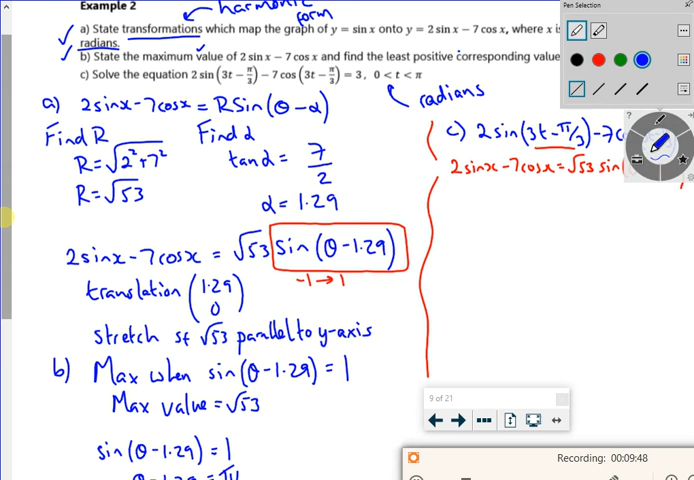 Example 2
harmonic
form
a) State transformations which map the graph of y = sin x onto y = 2 sin x − 7 cos x, where x is
radians.
b) State the maximum value of 2 sin x − 7 cos x and find the least positive corresponding value
c) Solve the equation 2 sin(3t − π/3) − 7 cos(3t − π/3) = 3, 0 < t < π
radians
a) 2sinx-7cosx = RSin(θ-α)
Find R
R = √2²+7²
R = √53
Find α
tanα = 7/2
α = 1.29
2sinx-7cosx = √53 sin(θ-1.29)
-1 → 1
translation (1.29 0)
stretch sf √53 parallel to y-axis
b) Max when sin(θ-1.29) = 1
Max value = √53
sin(θ-1.29) = 1
c) 2sin(3t-π/3)-7c
2sinx-7cosx = √53 sin(
Pen Selection
?
9 of 21
Recording: 00:09:48